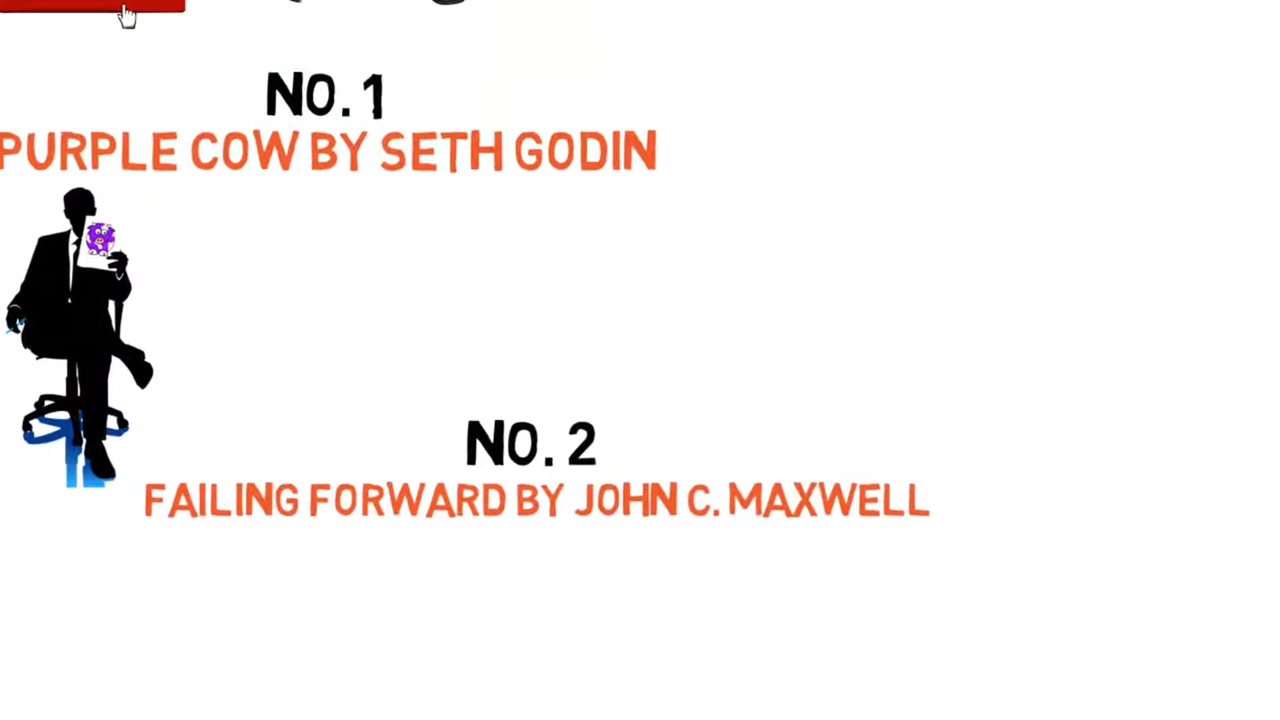 NO. 1
PURPLE COW BY SETH GODIN
NO. 2
FAILING FORWARD BY JOHN C. MAXWELL